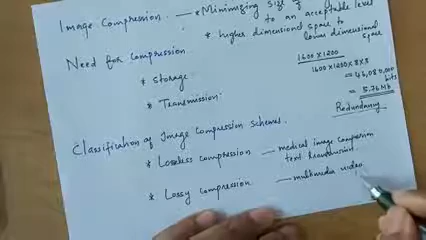 Image Compression. — * Minimizing size of
to an acceptable level
* higher dimensional space to
lower dimensional
space
Need for Compression
* Storage
* Transmission.
1600 x 1200
1600 x 1200 x 8 x 3
= 46,080,000
bits
= 5.76 Mb
Redundancy
Classification of Image Compression Schemes.
* Lossless compression — medical image compression
text transmission.
* Lossy Compression — multimedia video